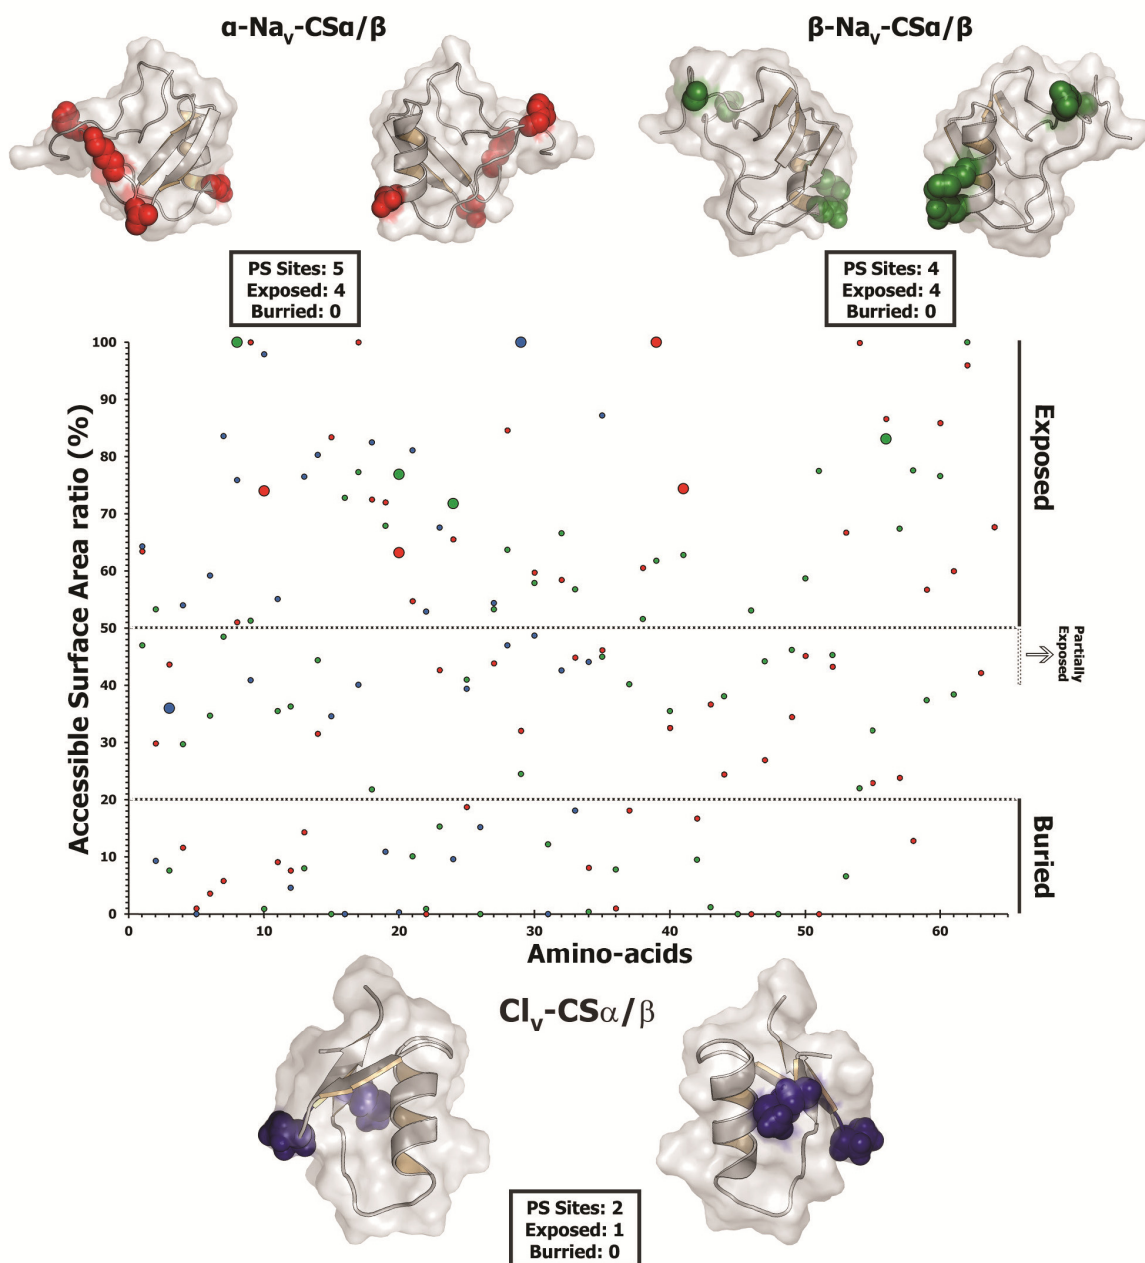 α-Nav-CSα/β
β-Nav-CSα/β
PS Sites: 5
Exposed: 4
Burried: 0
PS Sites: 4
Exposed: 4
Burried: 0
Accessible Surface Area ratio (%)
100
90
80
70
60
50
40
30
20
10
0
0
10
20
30
40
50
60
Amino-acids
Exposed
Partially
Exposed
Buried
Clv-CSα/β
PS Sites: 2
Exposed: 1
Burried: 0